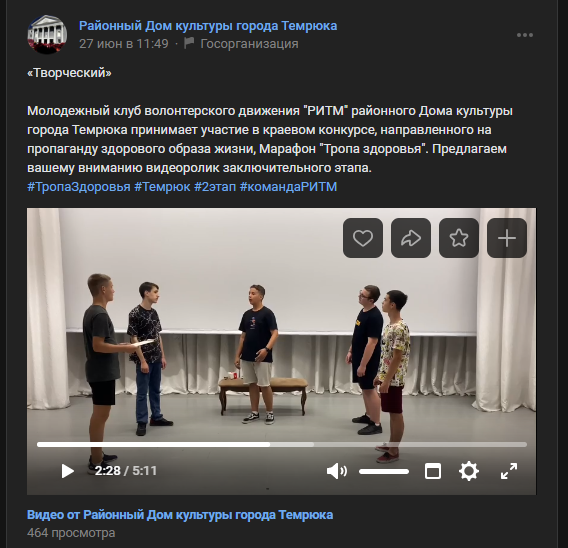 Районный Дом культуры города Темрюка
27 июн в 11:49 · Госорганизация
«Творческий»
Молодежный клуб волонтерского движения "РИТМ" районного Дома культуры
города Темрюка принимает участие в краевом конкурсе, направленного на
пропаганду здорового образа жизни, Марафон "Тропа здоровья". Предлагаем
вашему вниманию видеоролик заключительного этапа.
#ТропаЗдоровья #Темрюк #2этап #командаРИТМ
2:28 / 5:11
Видео от Районный Дом культуры города Темрюка
464 просмотра